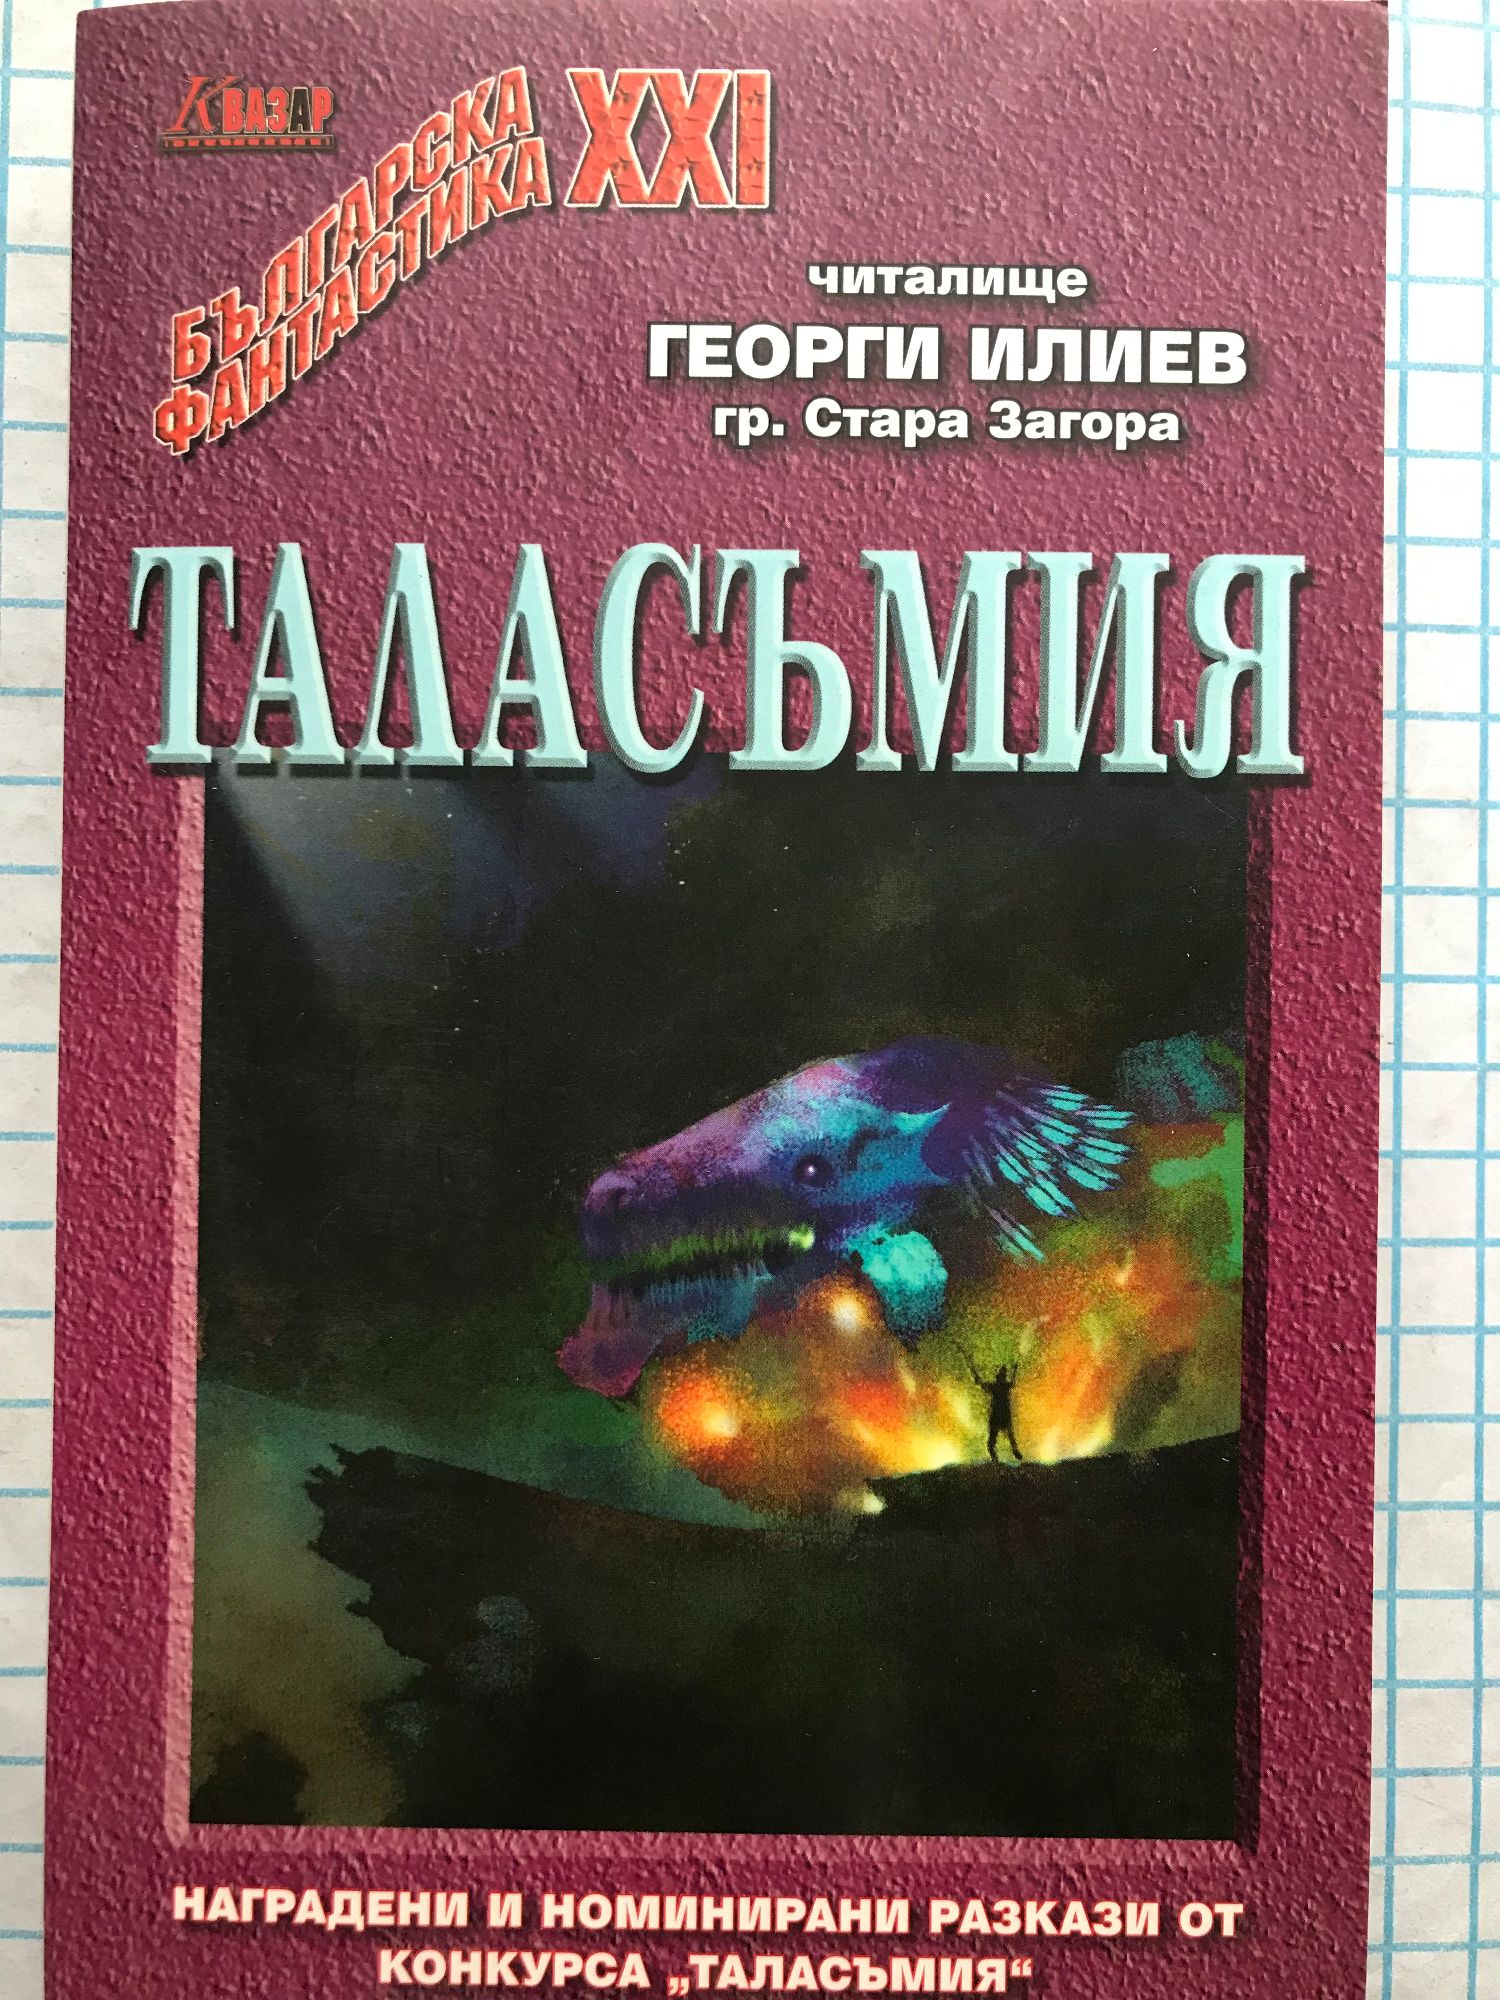 КВАЗАР
БЪЛГАРСКА
ФАНТАСТИКА
XXI
читалище
ГЕОРГИ ИЛИЕВ
гр. Стара Загора
ТАЛАСЪМИЯ
НАГРАДЕНИ И НОМИНИРАНИ РАЗКАЗИ ОТ
КОНКУРСА „ТАЛАСЪМИЯ“